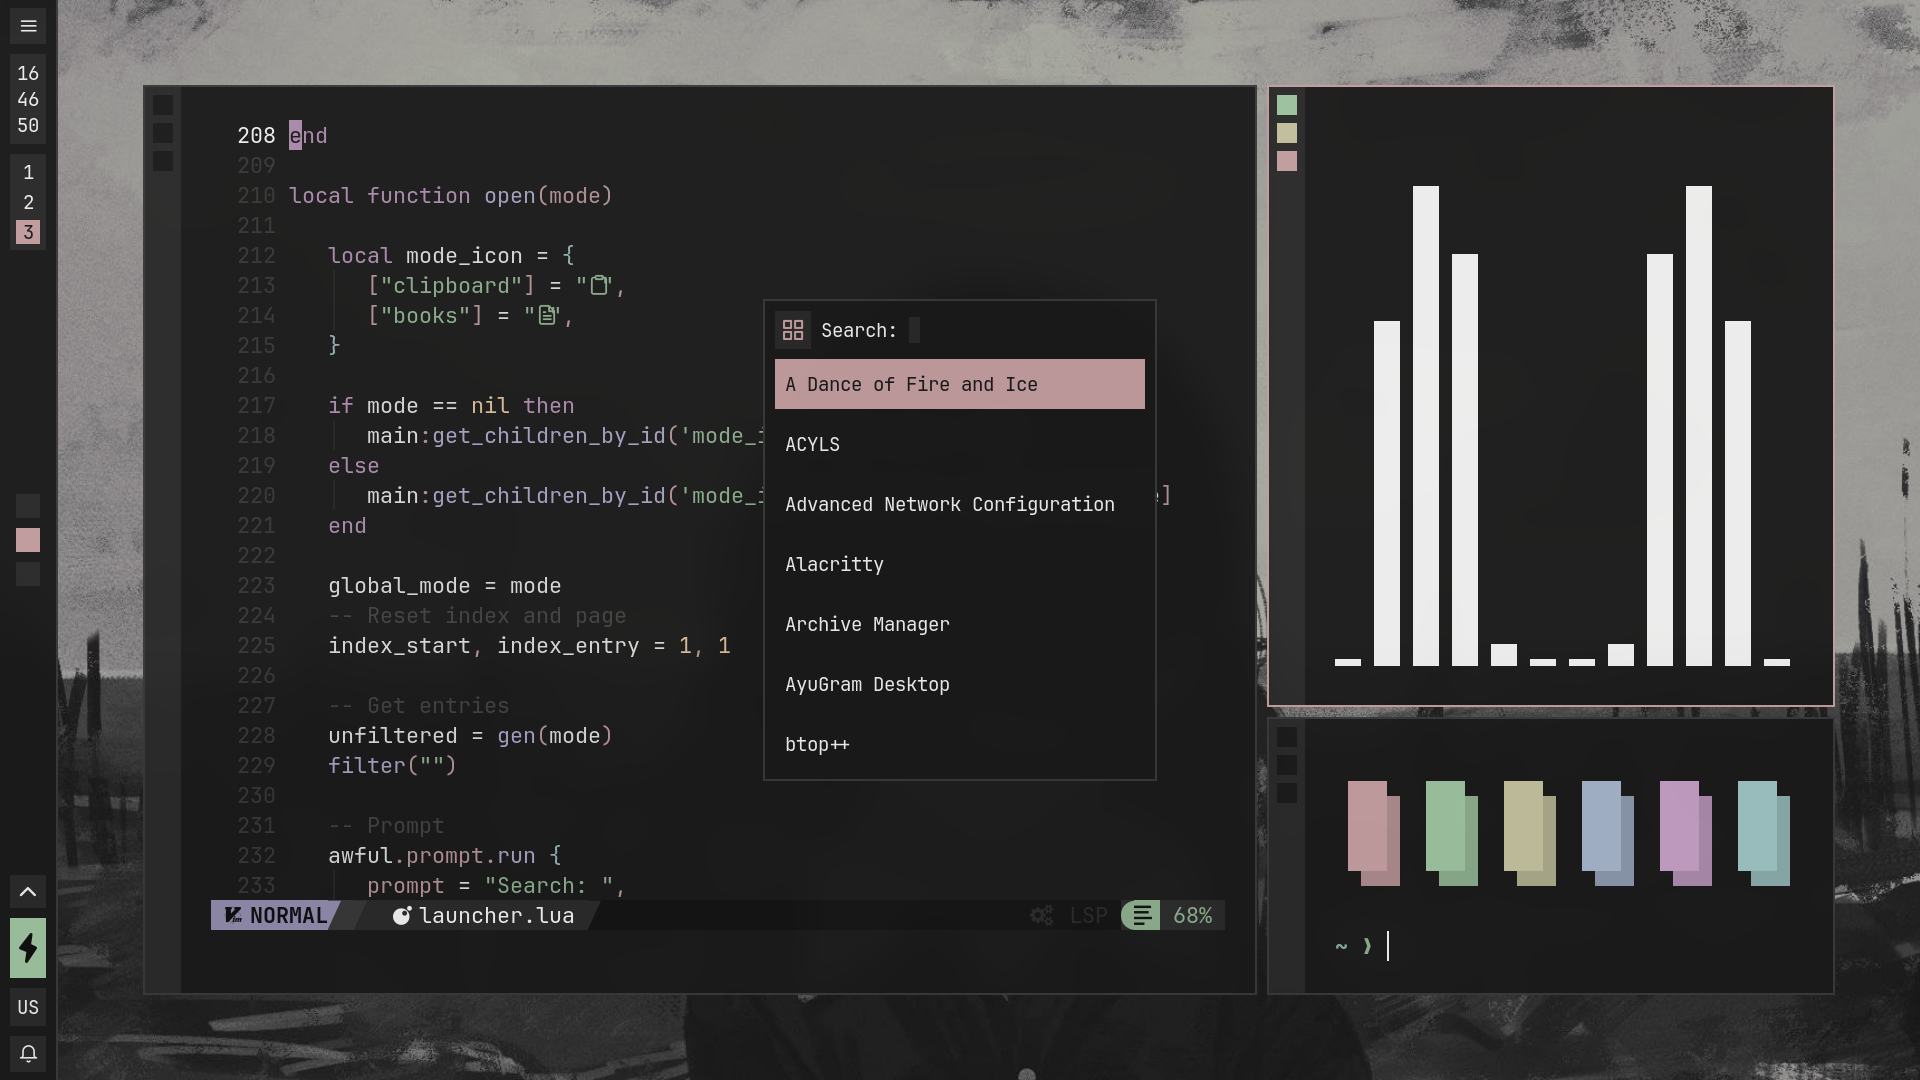 16
46
50
1
2
3
US
208 end
209
210 local function open(mode)
211
212 local mode_icon = {
213 ["clipboard"] = "",
214 ["books"] = "",
215 }
216
217 if mode == nil then
218 main:get_children_by_id('mode_i
219 else
220 main:get_children_by_id('mode_i ]
221 end
222
223 global_mode = mode
224 -- Reset index and page
225 index_start, index_entry = 1, 1
226
227 -- Get entries
228 unfiltered = gen(mode)
229 filter("")
230
231 -- Prompt
232 awful.prompt.run {
233 prompt = "Search: ",
NORMAL launcher.lua LSP 68%
Search:
A Dance of Fire and Ice
ACYLS
Advanced Network Configuration
Alacritty
Archive Manager
AyuGram Desktop
btop++
~ ❯